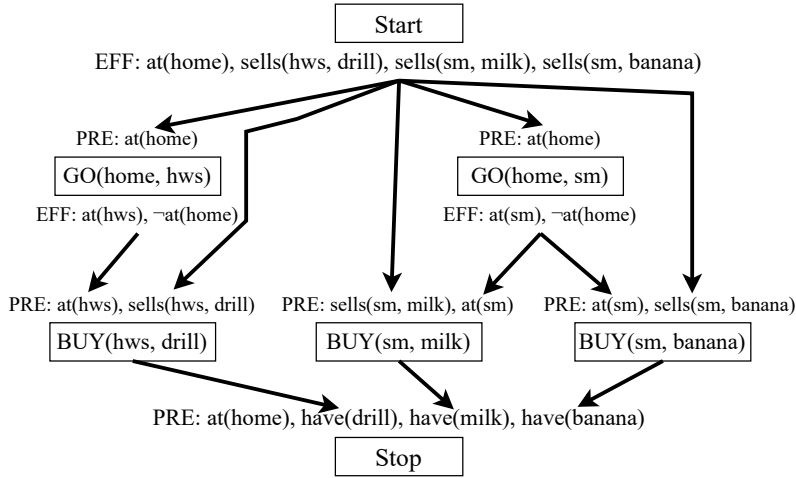 Start
EFF: at(home), sells(hws, drill), sells(sm, milk), sells(sm, banana)
PRE: at(home)
PRE: at(home)
GO(home, hws)
GO(home, sm)
EFF: at(hws), ¬at(home)
EFF: at(sm), ¬at(home)
PRE: at(hws), sells(hws, drill)
PRE: sells(sm, milk), at(sm)
PRE: at(sm), sells(sm, banana)
BUY(hws, drill)
BUY(sm, milk)
BUY(sm, banana)
PRE: at(home), have(drill), have(milk), have(banana)
Stop